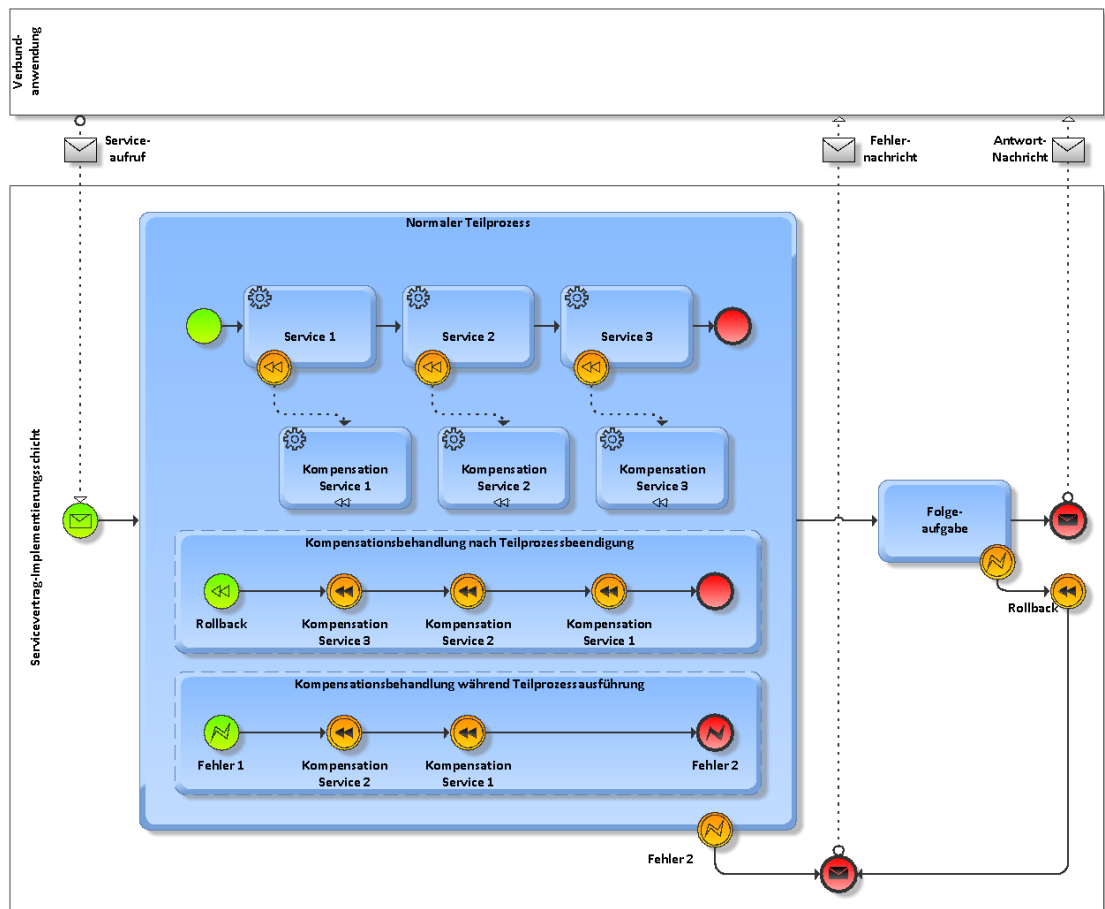 Verbund-
anwendung
Service-
aufruf
Fehler-
nachricht
Antwort-
Nachricht
Servicevertrag-Implementierungsschicht
Normaler Teilprozess
Service 1
Service 2
Service 3
Kompensation
Service 1
Kompensation
Service 2
Kompensation
Service 3
Folge-
aufgabe
Kompensationsbehandlung nach Teilprozessbeendigung
Rollback
Kompensation
Service 3
Kompensation
Service 2
Kompensation
Service 1
Rollback
Kompensationsbehandlung während Teilprozessausführung
Fehler 1
Kompensation
Service 2
Kompensation
Service 1
Fehler 2
Fehler 2